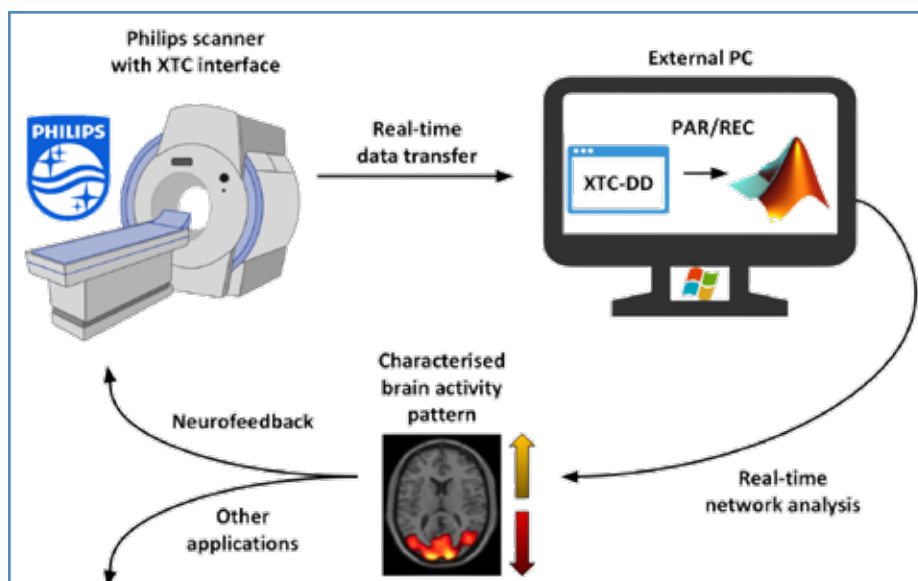 Philips scanner
with XTC interface
PHILIPS
Real-time
data transfer
External PC
PAR/REC
XTC-DD
Characterised
brain activity
pattern
Neurofeedback
Other
applications
Real-time
network analysis